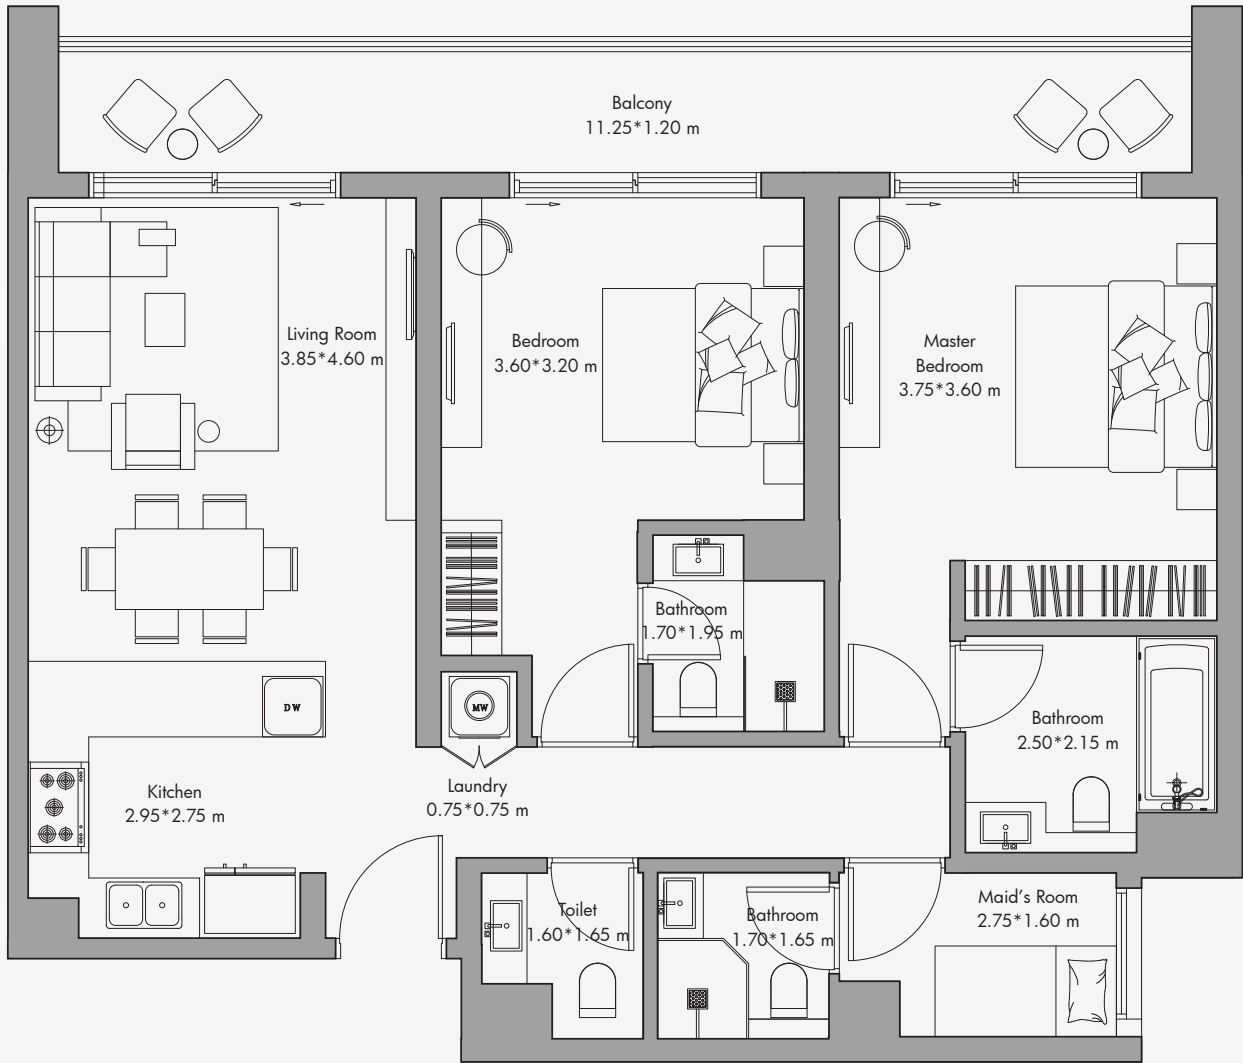 Balcony
11.25*1.20 m
Living Room
3.85*4.60 m
Bedroom
3.60*3.20 m
Master
Bedroom
3.75*3.60 m
Bathroom
1.70*1.95 m
DW
MW
Bathroom
2.50*2.15 m
Kitchen
2.95*2.75 m
Laundry
0.75*0.75 m
Toilet
1.60*1.65 m
Bathroom
1.70*1.65 m
Maid's Room
2.75*1.60 m